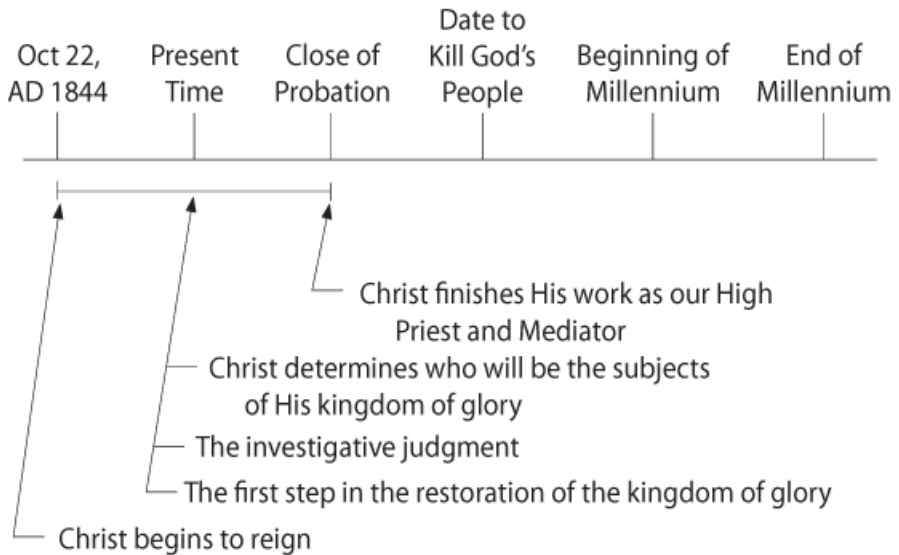 Oct 22,
AD 1844
Present
Time
Close of
Probation
Date to
Kill God's
People
Beginning of
Millennium
End of
Millennium
Christ finishes His work as our High
Priest and Mediator
Christ determines who will be the subjects
of His kingdom of glory
The investigative judgment
The first step in the restoration of the kingdom of glory
Christ begins to reign